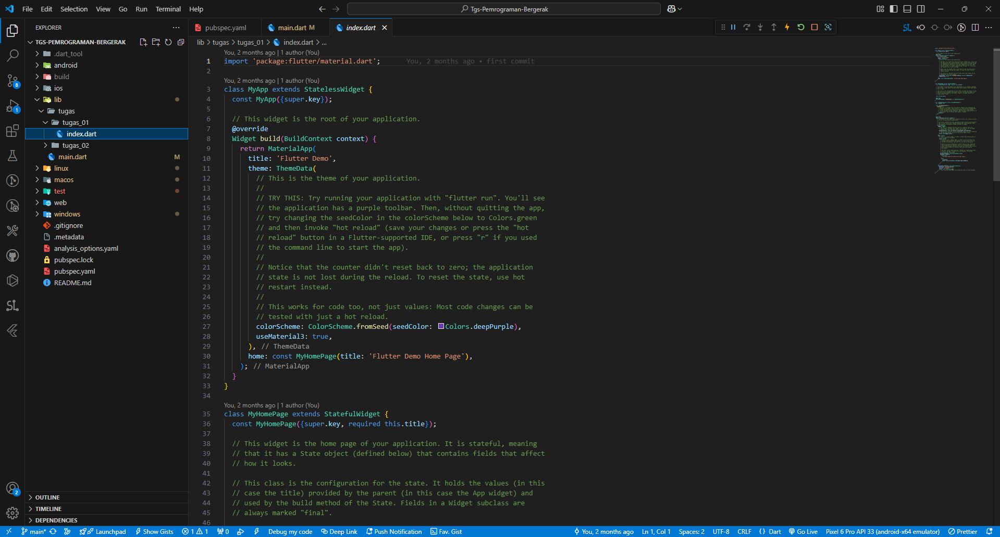 File Edit Selection View Go Run Terminal Help
Tgs-Pemrograman-Bergerak
EXPLORER
TGS-PEMROGRAMAN-BERGERAK
.dart_tool
android
build
ios
lib
tugas
tugas_01
index.dart
tugas_02
main.dart M
linux
macos
test
web
windows
.gitignore
.metadata
analysis_options.yaml
pubspec.lock
pubspec.yaml
README.md
OUTLINE
TIMELINE
DEPENDENCIES
8
1
2
pubspec.yaml main.dart M index.dart
lib > tugas > tugas_01 > index.dart > ...
You, 2 months ago | 1 author (You)
1 import 'package:flutter/material.dart'; You, 2 months ago • first commit
2
You, 2 months ago | 1 author (You)
3 class MyApp extends StatelessWidget {
4 const MyApp({super.key});
5
6 // This widget is the root of your application.
7 @override
8 Widget build(BuildContext context) {
9 return MaterialApp(
10 title: 'Flutter Demo',
11 theme: ThemeData(
12 // This is the theme of your application.
13 //
14 // TRY THIS: Try running your application with "flutter run". You'll see
15 // the application has a purple toolbar. Then, without quitting the app,
16 // try changing the seedColor in the colorScheme below to Colors.green
17 // and then invoke "hot reload" (save your changes or press the "hot
18 // reload" button in a Flutter-supported IDE, or press "r" if you used
19 // the command line to start the app).
20 //
21 // Notice that the counter didn't reset back to zero; the application
22 // state is not lost during the reload. To reset the state, use hot
23 // restart instead.
24 //
25 // This works for code too, not just values: Most code changes can be
26 // tested with just a hot reload.
27 colorScheme: ColorScheme.fromSeed(seedColor: Colors.deepPurple),
28 useMaterial3: true,
29 ), // ThemeData
30 home: const MyHomePage(title: 'Flutter Demo Home Page'),
31 ); // MaterialApp
32 }
33 }
34
You, 2 months ago | 1 author (You)
35 class MyHomePage extends StatefulWidget {
36 const MyHomePage({super.key, required this.title});
37
38 // This widget is the home page of your application. It is stateful, meaning
39 // that it has a State object (defined below) that contains fields that affect
40 // how it looks.
41
42 // This class is the configuration for the state. It holds the values (in this
43 // case the title) provided by the parent (in this case the App widget) and
44 // used by the build method of the State. Fields in a Widget subclass are
45 // always marked "final".
46
main* Launchpad Show Gists 1 1 0 Debug my code Deep Link Push Notification Fav. Gist You, 2 months ago Ln 1, Col 1 Spaces: 2 UTF-8 CRLF {} Dart Go Live Pixel 6 Pro API 33 (android-x64 emulator) Prettier